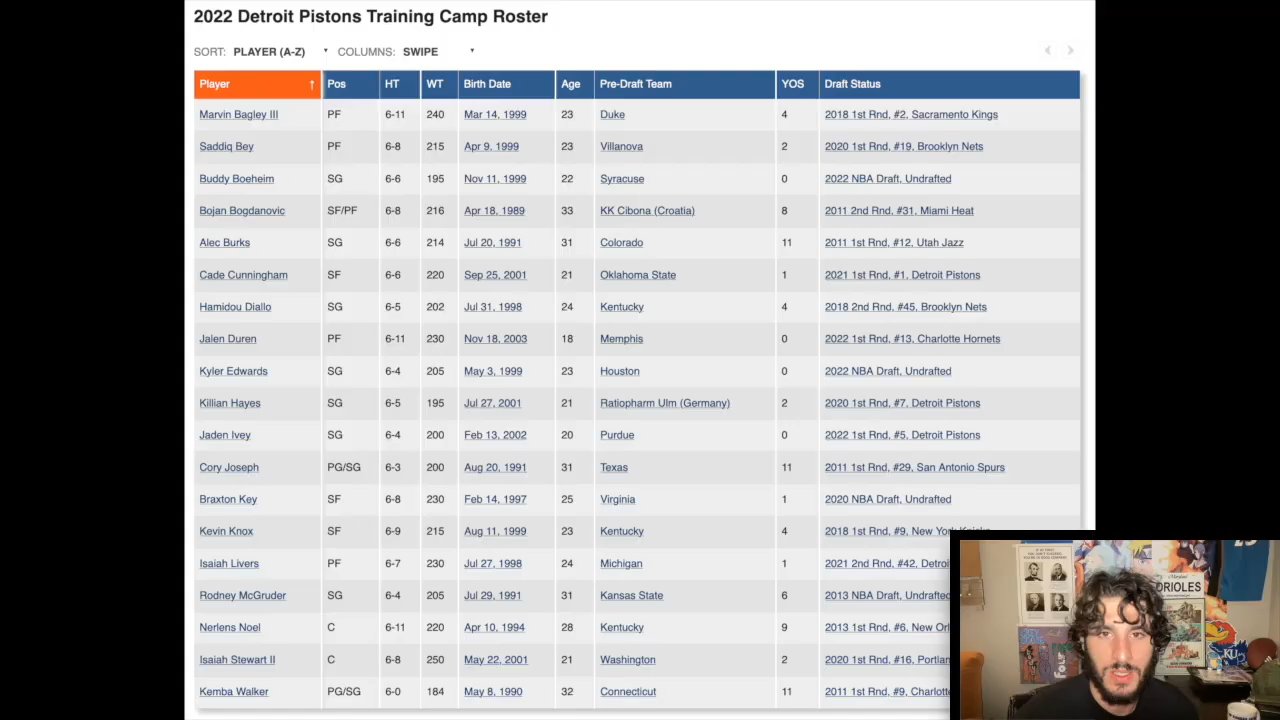 2022 Detroit Pistons Training Camp Roster
SORT: PLAYER (A-Z) COLUMNS: SWIPE
Player ↑ Pos HT WT Birth Date Age Pre-Draft Team YOS Draft Status
Marvin Bagley III PF 6-11 240 Mar 14, 1999 23 Duke 4 2018 1st Rnd, #2, Sacramento Kings
Saddiq Bey PF 6-8 215 Apr 9, 1999 23 Villanova 2 2020 1st Rnd, #19, Brooklyn Nets
Buddy Boeheim SG 6-6 195 Nov 11, 1999 22 Syracuse 0 2022 NBA Draft, Undrafted
Bojan Bogdanovic SF/PF 6-8 216 Apr 18, 1989 33 KK Cibona (Croatia) 8 2011 2nd Rnd, #31, Miami Heat
Alec Burks SG 6-6 214 Jul 20, 1991 31 Colorado 11 2011 1st Rnd, #12, Utah Jazz
Cade Cunningham SF 6-6 220 Sep 25, 2001 21 Oklahoma State 1 2021 1st Rnd, #1, Detroit Pistons
Hamidou Diallo SG 6-5 202 Jul 31, 1998 24 Kentucky 4 2018 2nd Rnd, #45, Brooklyn Nets
Jalen Duren PF 6-11 230 Nov 18, 2003 18 Memphis 0 2022 1st Rnd, #13, Charlotte Hornets
Kyler Edwards SG 6-4 205 May 3, 1999 23 Houston 0 2022 NBA Draft, Undrafted
Killian Hayes SG 6-5 195 Jul 27, 2001 21 Ratiopharm Ulm (Germany) 2 2020 1st Rnd, #7, Detroit Pistons
Jaden Ivey SG 6-4 200 Feb 13, 2002 20 Purdue 0 2022 1st Rnd, #5, Detroit Pistons
Cory Joseph PG/SG 6-3 200 Aug 20, 1991 31 Texas 11 2011 1st Rnd, #29, San Antonio Spurs
Braxton Key SF 6-8 230 Feb 14, 1997 25 Virginia 1 2020 NBA Draft, Undrafted
Kevin Knox SF 6-9 215 Aug 11, 1999 23 Kentucky 4 2018 1st Rnd, #9, New York Knicks
Isaiah Livers PF 6-7 230 Jul 27, 1998 24 Michigan 1 2021 2nd Rnd, #42, Detroi
Rodney McGruder SG 6-4 205 Jul 29, 1991 31 Kansas State 6 2013 NBA Draft, Undrafted
Nerlens Noel C 6-11 220 Apr 10, 1994 28 Kentucky 9 2013 1st Rnd, #6, New Orl
Isaiah Stewart II C 6-8 250 May 22, 2001 21 Washington 2 2020 1st Rnd, #16, Portlan
Kemba Walker PG/SG 6-0 184 May 8, 1990 32 Connecticut 11 2011 1st Rnd, #9, Charlotte
ORIOLES
KU